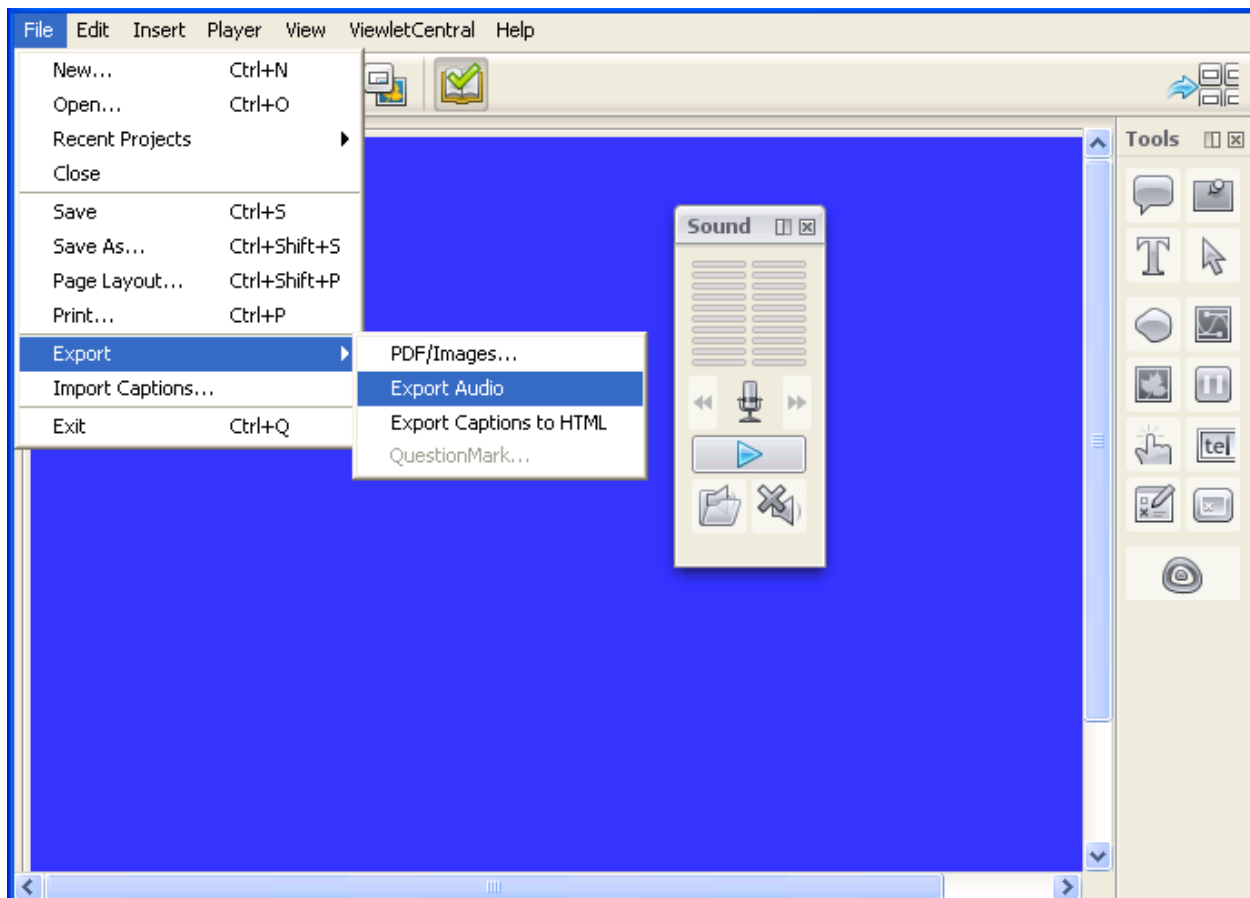 File Edit Insert Player View ViewletCentral Help
New... Ctrl+N
Open... Ctrl+O
Recent Projects
Close
Save Ctrl+S
Save As... Ctrl+Shift+S
Page Layout... Ctrl+Shift+P
Print... Ctrl+P
Export
Import Captions...
Exit Ctrl+Q
PDF/Images...
Export Audio
Export Captions to HTML
QuestionMark...
Sound
Tools
T
tel